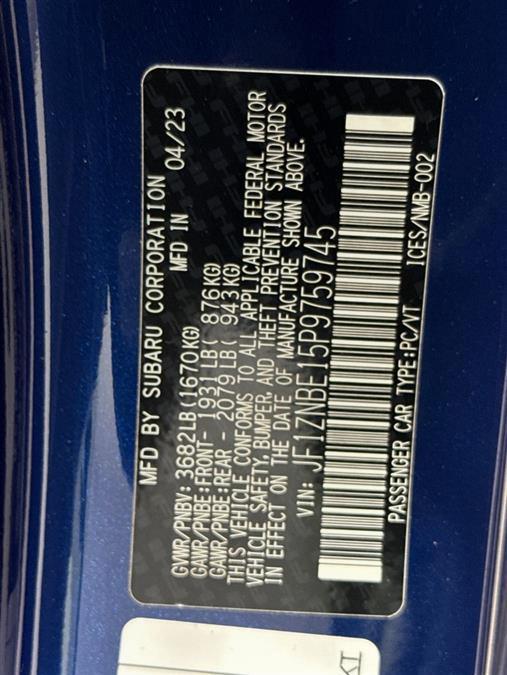 MFD BY SUBARU CORPORATION
MFD IN 04/23
GVWR/PNBV: 3682LB(1670KG)
GAWR/PNBE:FRONT- 1931LB( 876KG)
GAWR/PNBE:REAR - 2079LB( 943KG)
THIS VEHICLE CONFORMS TO ALL APPLICABLE FEDERAL MOTOR
VEHICLE SAFETY, BUMPER, AND THEFT PREVENTION STANDARDS
IN EFFECT ON THE DATE OF MANUFACTURE SHOWN ABOVE.
VIN: JF1ZNBE15P9759745
PASSENGER CAR TYPE:PC/VT ICES/NMB-002